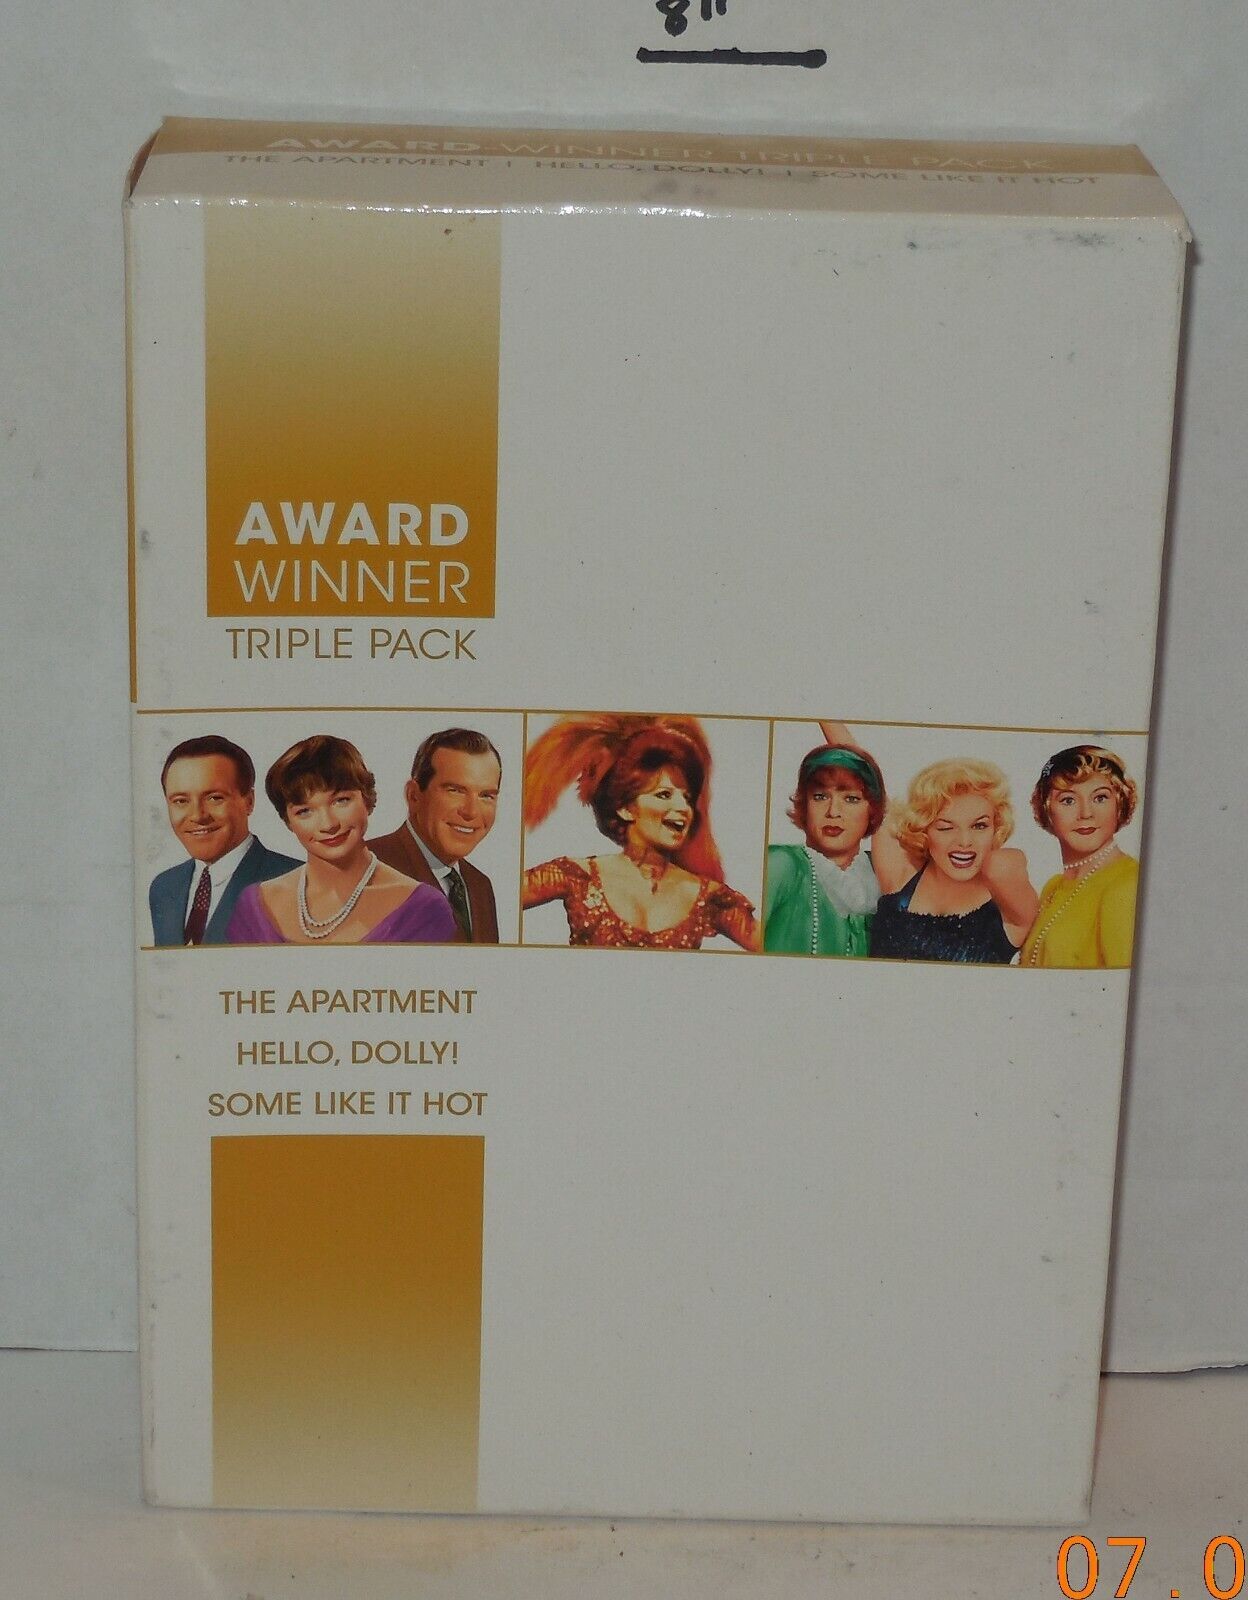 8"
AWARD-WINNER TRIPLE PACK
THE APARTMENT | HELLO, DOLLY! | SOME LIKE IT HOT
AWARD
WINNER
TRIPLE PACK
THE APARTMENT
HELLO, DOLLY!
SOME LIKE IT HOT
07.0